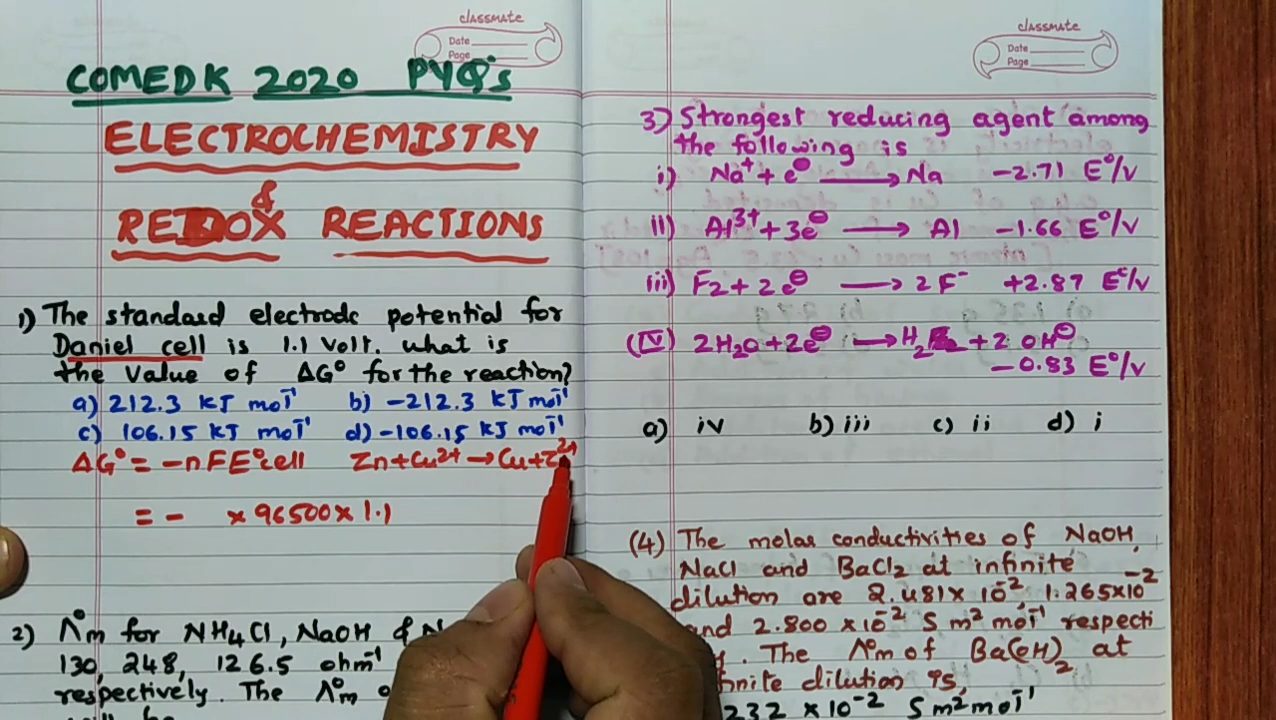 classmate
Date
Page
COMEDK 2020 PYQ's
ELECTROCHEMISTRY
&
REDOX REACTIONS
1) The standard electrode potential for
Daniel cell is 1.1 volt. what is
the value of ΔG° for the reaction?
a) 212.3 KJ mol⁻¹ b) -212.3 KJ mol⁻¹
c) 106.15 KJ mol⁻¹ d) -106.15 KJ mol⁻¹
ΔG° = -nFE°cell Zn+Cu²⁺→Cu+Z²⁺
= - × 96500 × 1.1
2) Λ°m for NH4Cl, NaOH &
130, 248, 126.5 ohm⁻¹
respectively. The Λ°m
classmate
Date
Page
3) Strongest reducing agent among
the following is
i) Na⁺ + e⊖ → Na -2.71 E°/v
ii) Al³⁺ + 3e⊖ → Al -1.66 E°/v
iii) F2 + 2e⊖ → 2F⁻ +2.87 E°/v
(iv) 2H2O+2e⊖ → H2 + 2OH⊖
-0.83 E°/v
a) iv b) iii c) ii d) i
(4) The molar conductivities of NaOH,
NaCl and BaCl2 at infinite
dilution are 2.481×10⁻², 1.265×10⁻²
and 2.800 ×10⁻² S m² mol⁻¹ respecti
The Λ°m of Ba(OH)2 at
dilution is,
232 × 10⁻² S m² mol⁻¹